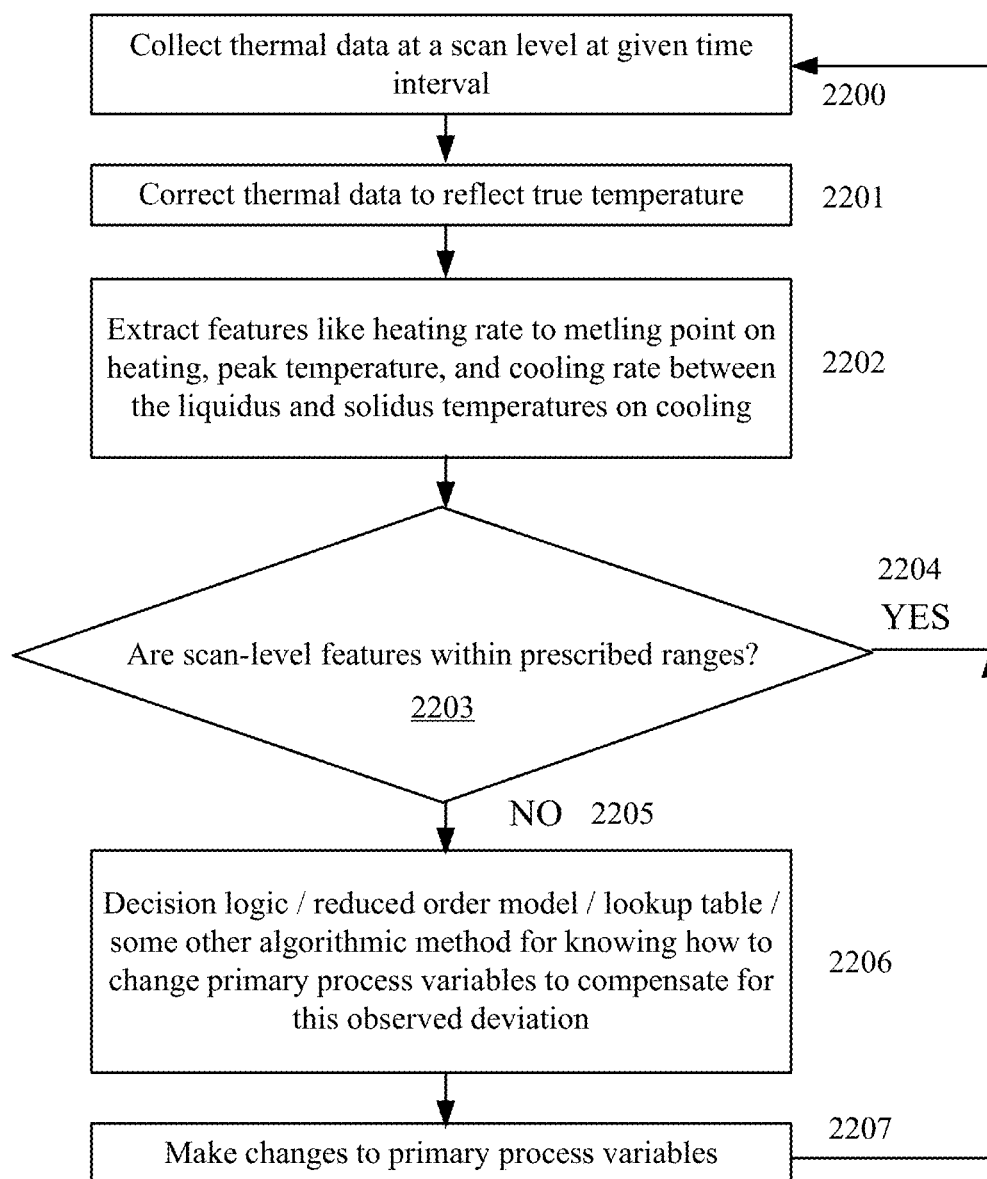 Collect thermal data at a scan level at given time
interval
2200
Correct thermal data to reflect true temperature
2201
Extract features like heating rate to metling point on
heating, peak temperature, and cooling rate between
the liquidus and solidus temperatures on cooling
2202
2204
YES
Are scan-level features within prescribed ranges?
2203
NO 2205
Decision logic / reduced order model / lookup table /
some other algorithmic method for knowing how to
change primary process variables to compensate for
this observed deviation
2206
Make changes to primary process variables
2207